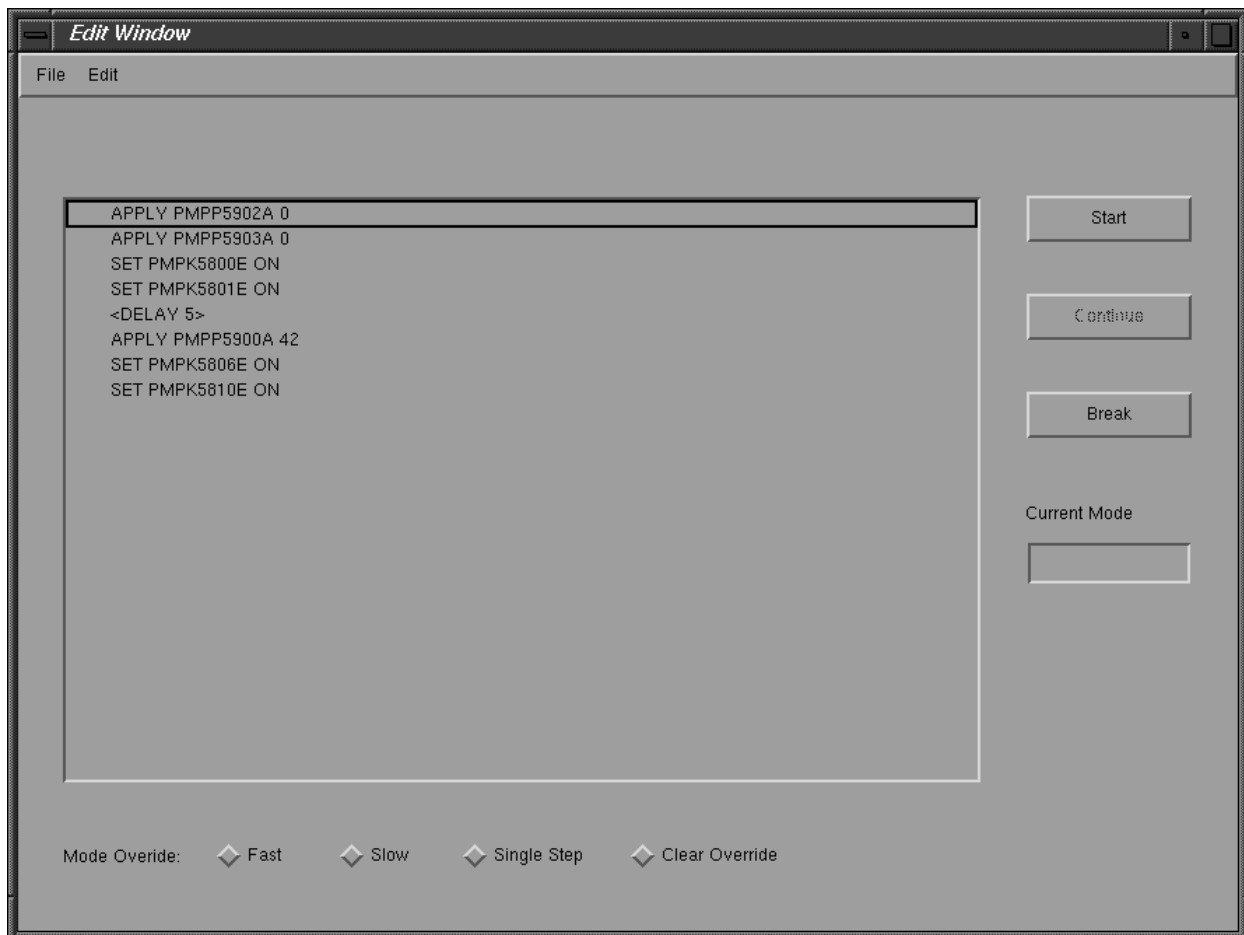 Edit Window
File Edit
APPLY PMPP5902A 0
APPLY PMPP5903A 0
SET PMPK5800E ON
SET PMPK5801E ON
<DELAY 5>
APPLY PMPP5900A 42
SET PMPK5806E ON
SET PMPK5810E ON
Start
Continue
Break
Current Mode
Mode Overide: Fast Slow Single Step Clear Override